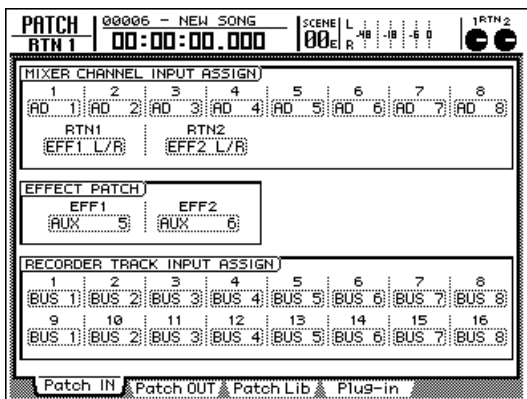 PATCH 00006 - NEW SONG SCENE L 1RTN2
RTN 1 00:00:00.000 00E R -48 -18 -6 0
MIXER CHANNEL INPUT ASSIGN
1 2 3 4 5 6 7 8
AD 1 AD 2 AD 3 AD 4 AD 5 AD 6 AD 7 AD 8
RTN1 RTN2
EFF1 L/R EFF2 L/R
EFFECT PATCH
EFF1 EFF2
AUX 5 AUX 6
RECORDER TRACK INPUT ASSIGN
1 2 3 4 5 6 7 8
BUS 1 BUS 2 BUS 3 BUS 4 BUS 5 BUS 6 BUS 7 BUS 8
9 10 11 12 13 14 15 16
BUS 1 BUS 2 BUS 3 BUS 4 BUS 5 BUS 6 BUS 7 BUS 8
Patch IN Patch OUT Patch Lib Plug-in